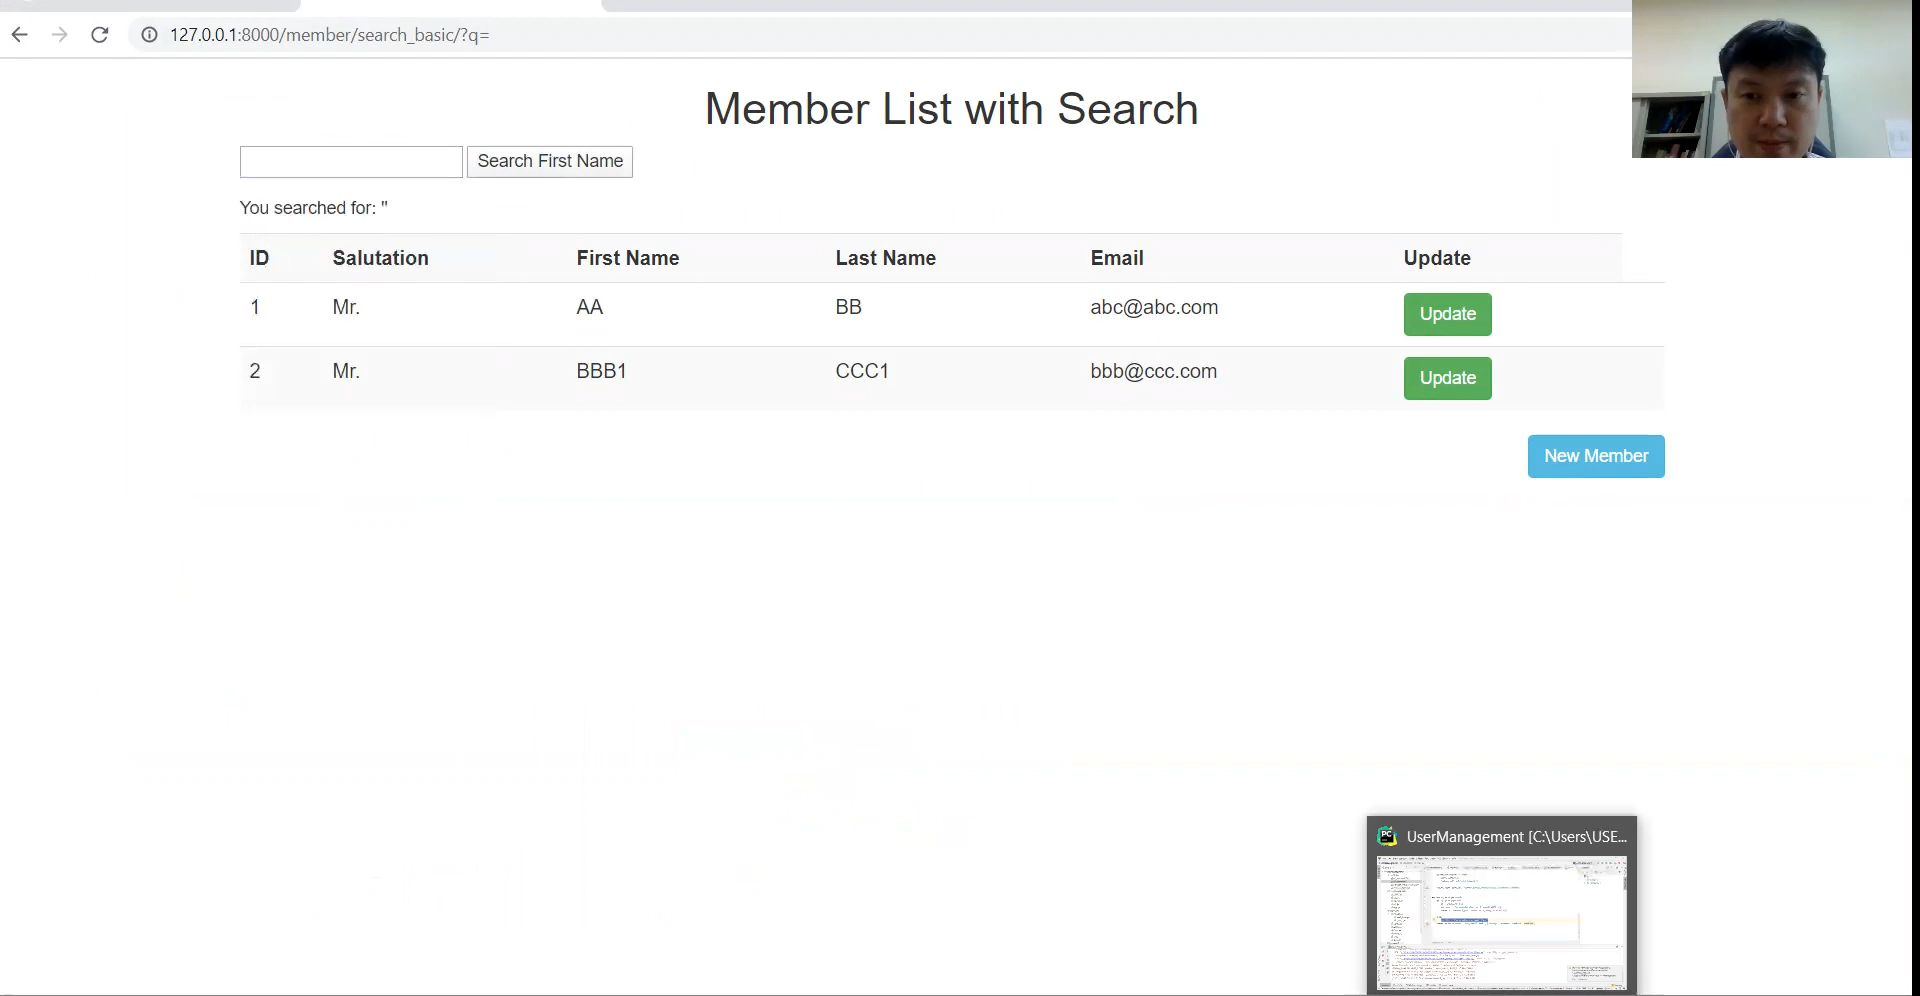 127.0.0.1:8000/member/search_basic/?q=
Member List with Search
Search First Name
You searched for: ''
ID Salutation First Name Last Name Email Update
1 Mr. AA BB abc@abc.com Update
2 Mr. BBB1 CCC1 bbb@ccc.com Update
New Member
PC
UserManagement [C:\Users\USE...